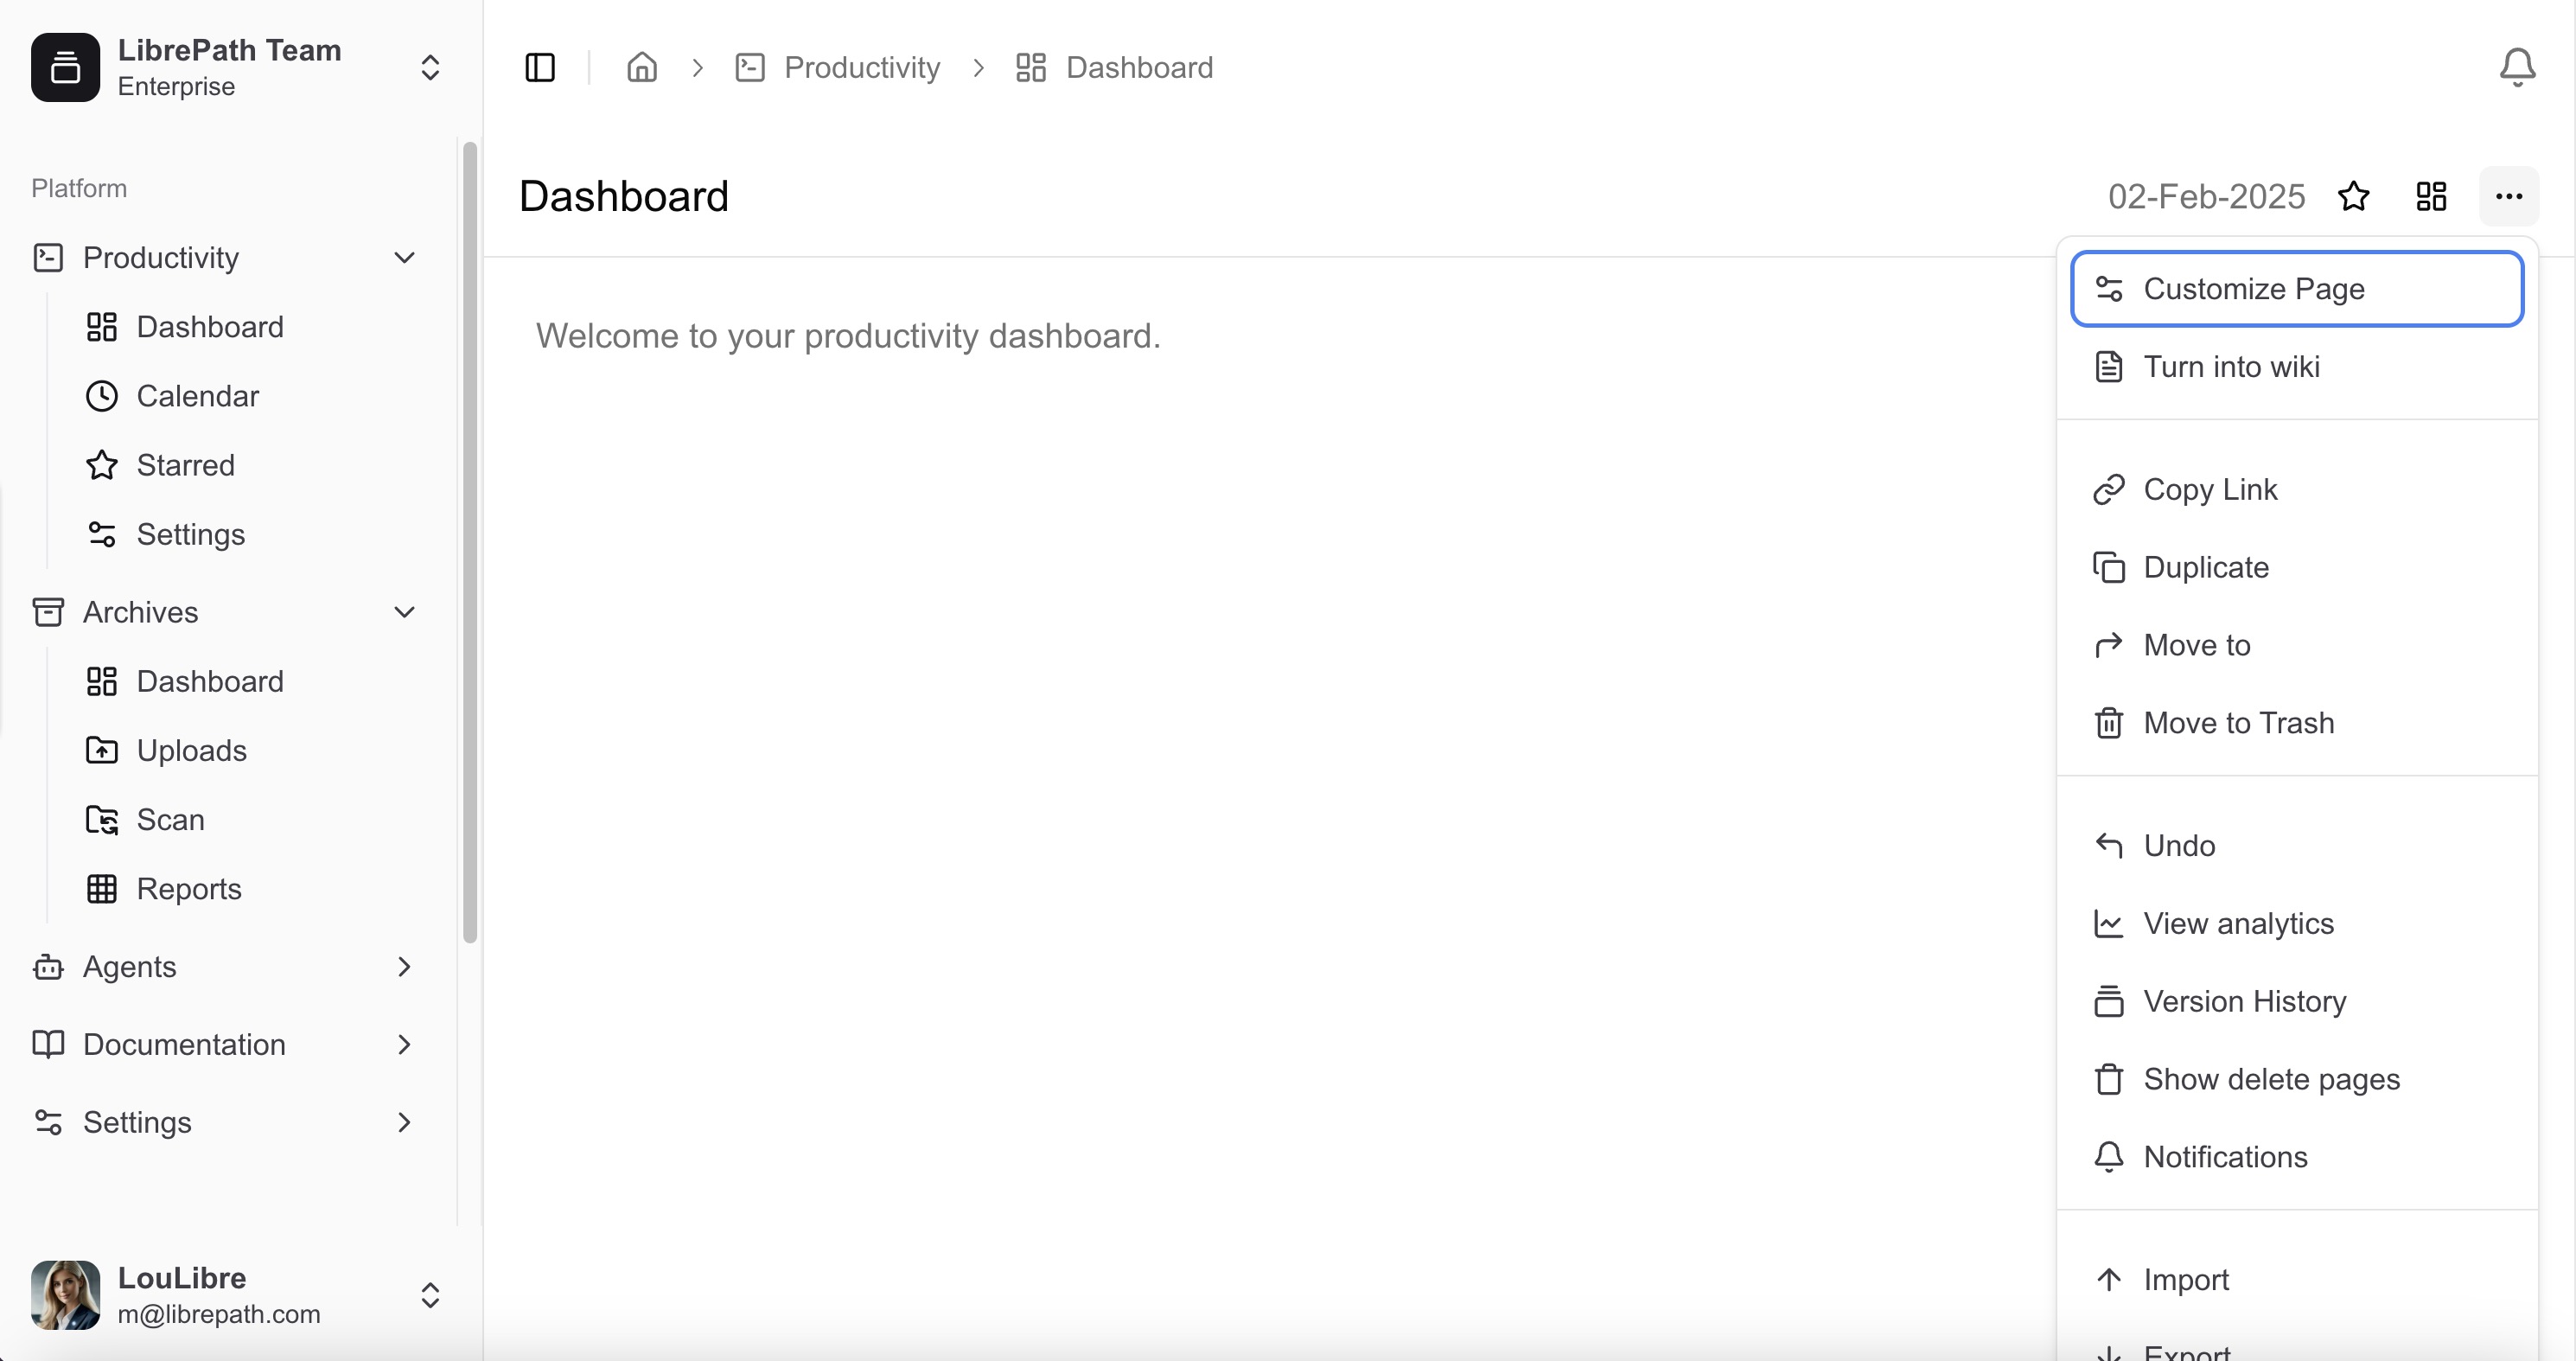 LibrePath Team
Enterprise
Platform
Productivity
Dashboard
Calendar
Starred
Settings
Archives
Dashboard
Uploads
Scan
Reports
Agents
Documentation
Settings
LouLibre
m@librepath.com
Productivity
Dashboard
Dashboard
02-Feb-2025
Welcome to your productivity dashboard.
Customize Page
Turn into wiki
Copy Link
Duplicate
Move to
Move to Trash
Undo
View analytics
Version History
Show delete pages
Notifications
Import
Export